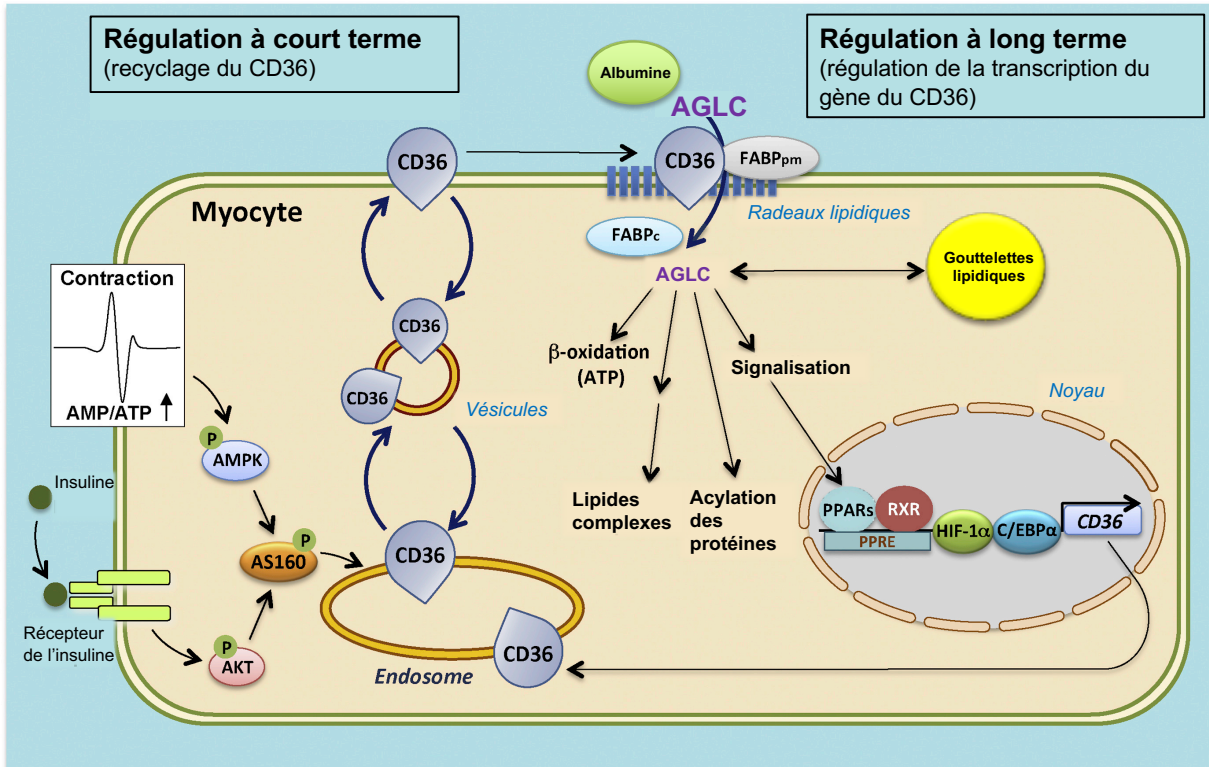 Régulation à court terme
(recyclage du CD36)
Régulation à long terme
(régulation de la transcription du
gène du CD36)
Albumine
AGLC
CD36
CD36
FABPpm
Myocyte
Radeaux lipidiques
FABPc
AGLC
Gouttelettes
lipidiques
Contraction
AMP/ATP
CD36
CD36
Vésicules
β-oxidation
(ATP)
Signalisation
Noyau
P
AMPK
Insuline
Lipides
complexes
Acylation
des
protéines
PPARs
RXR
PPRE
HIF-1α
C/EBPα
CD36
P
AS160
CD36
Récepteur
de l'insuline
P
AKT
Endosome
CD36